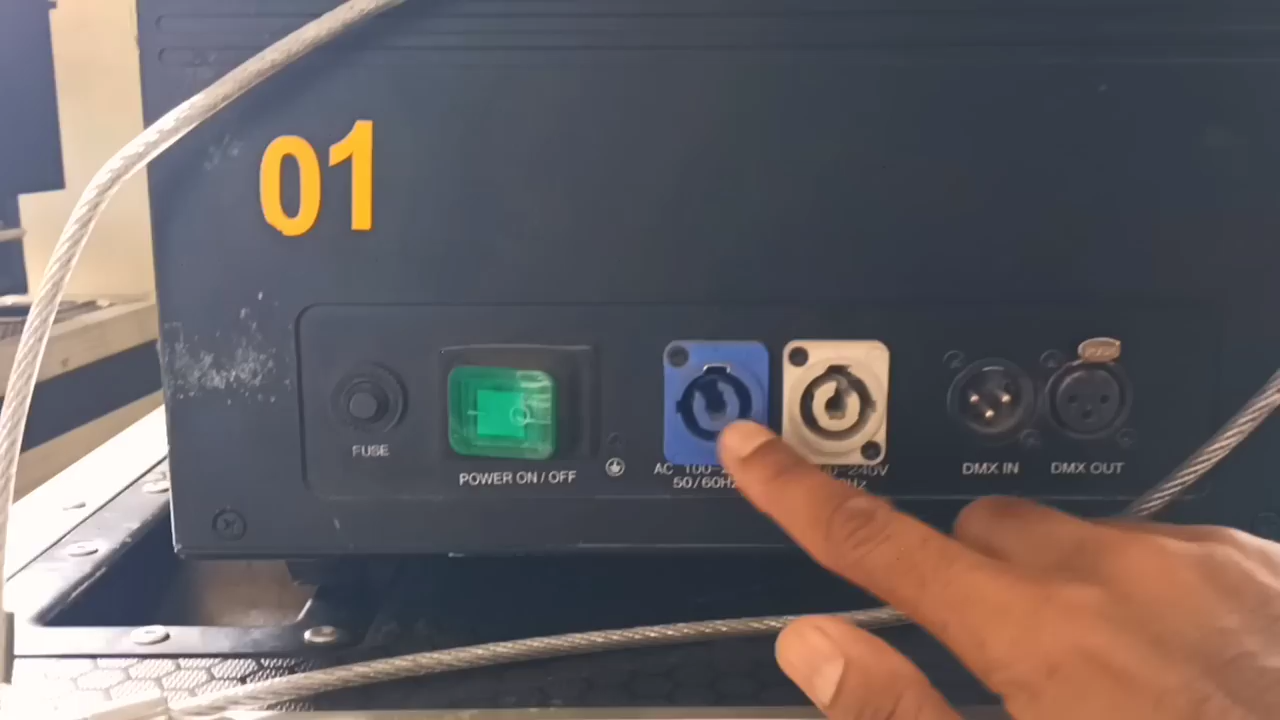 01
FUSE
POWER ON / OFF
AC 100-
50/60Hz
-240V
DMX IN
DMX OUT